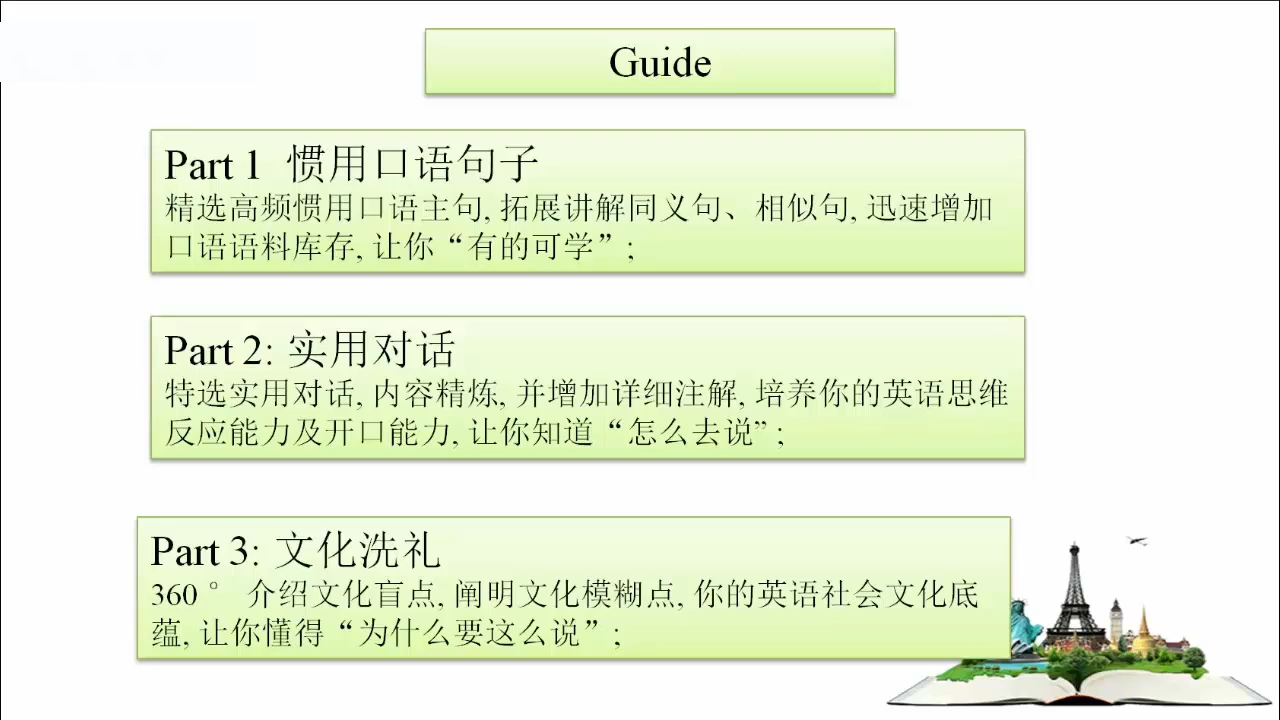 Guide
Part 1  惯用口语句子
精选高频惯用口语主句, 拓展讲解同义句、相似句, 迅速增加
口语语料库存, 让你“有的可学”;
Part 2: 实用对话
特选实用对话, 内容精炼, 并增加详细注解, 培养你的英语思维
反应能力及开口能力, 让你知道“怎么去说” ;
Part 3: 文化洗礼
360 °  介绍文化盲点, 阐明文化模糊点, 你的英语社会文化底
蕴, 让你懂得“为什么要这么说”;